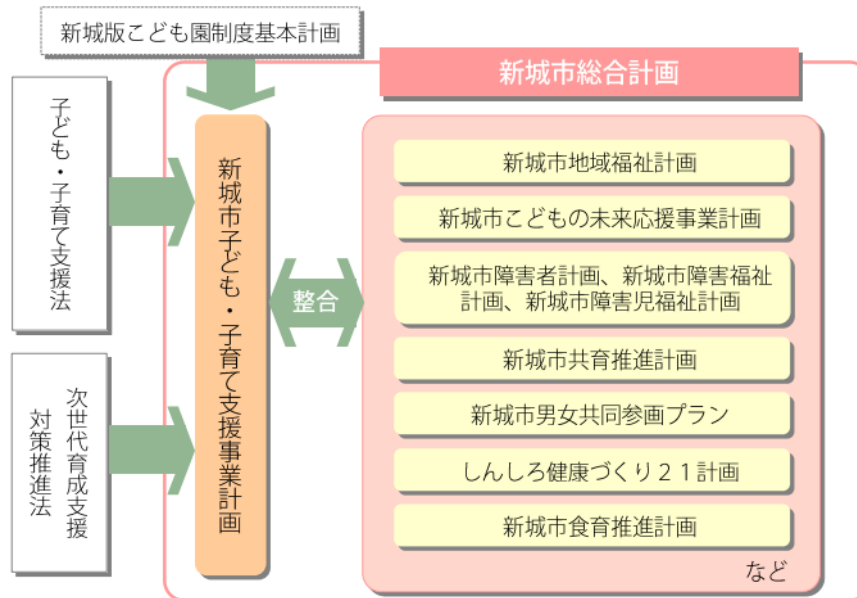 新城版こども園制度基本計画
新城市総合計画
子ども・子育て支援法
次世代育成支援
対策推進法
新城市子ども・子育て支援事業計画
整合
新城市地域福祉計画
新城市こどもの未来応援事業計画
新城市障害者計画、新城市障害福祉
計画、新城市障害児福祉計画
新城市共育推進計画
新城市男女共同参画プラン
しんしろ健康づくり２１計画
新城市食育推進計画
など